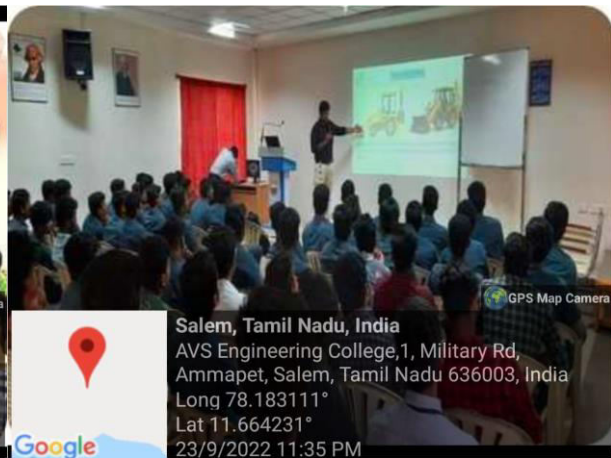 GPS Map Camera
Salem, Tamil Nadu, India
AVS Engineering College,1, Military Rd,
Ammapet, Salem, Tamil Nadu 636003, India
Long 78.183111°
Lat 11.664231°
23/9/2022 11:35 PM
Google